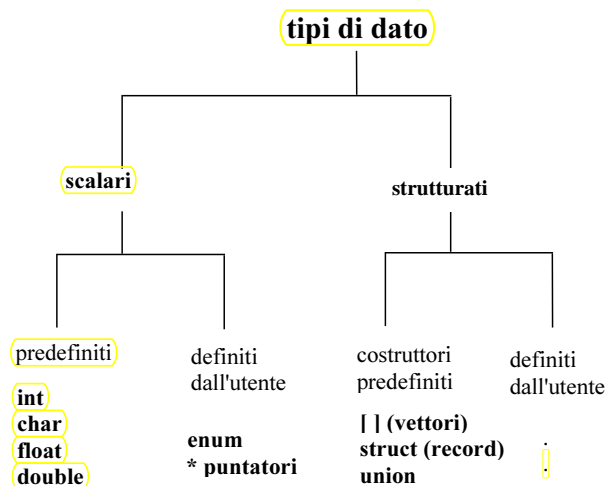 tipi di dato
scalari
strutturati
predefiniti
int
char
float
double
definiti
dall'utente
enum
* puntatori
costruttori
predefiniti
[ ] (vettori)
struct (record)
union
definiti
dall'utente
.
.